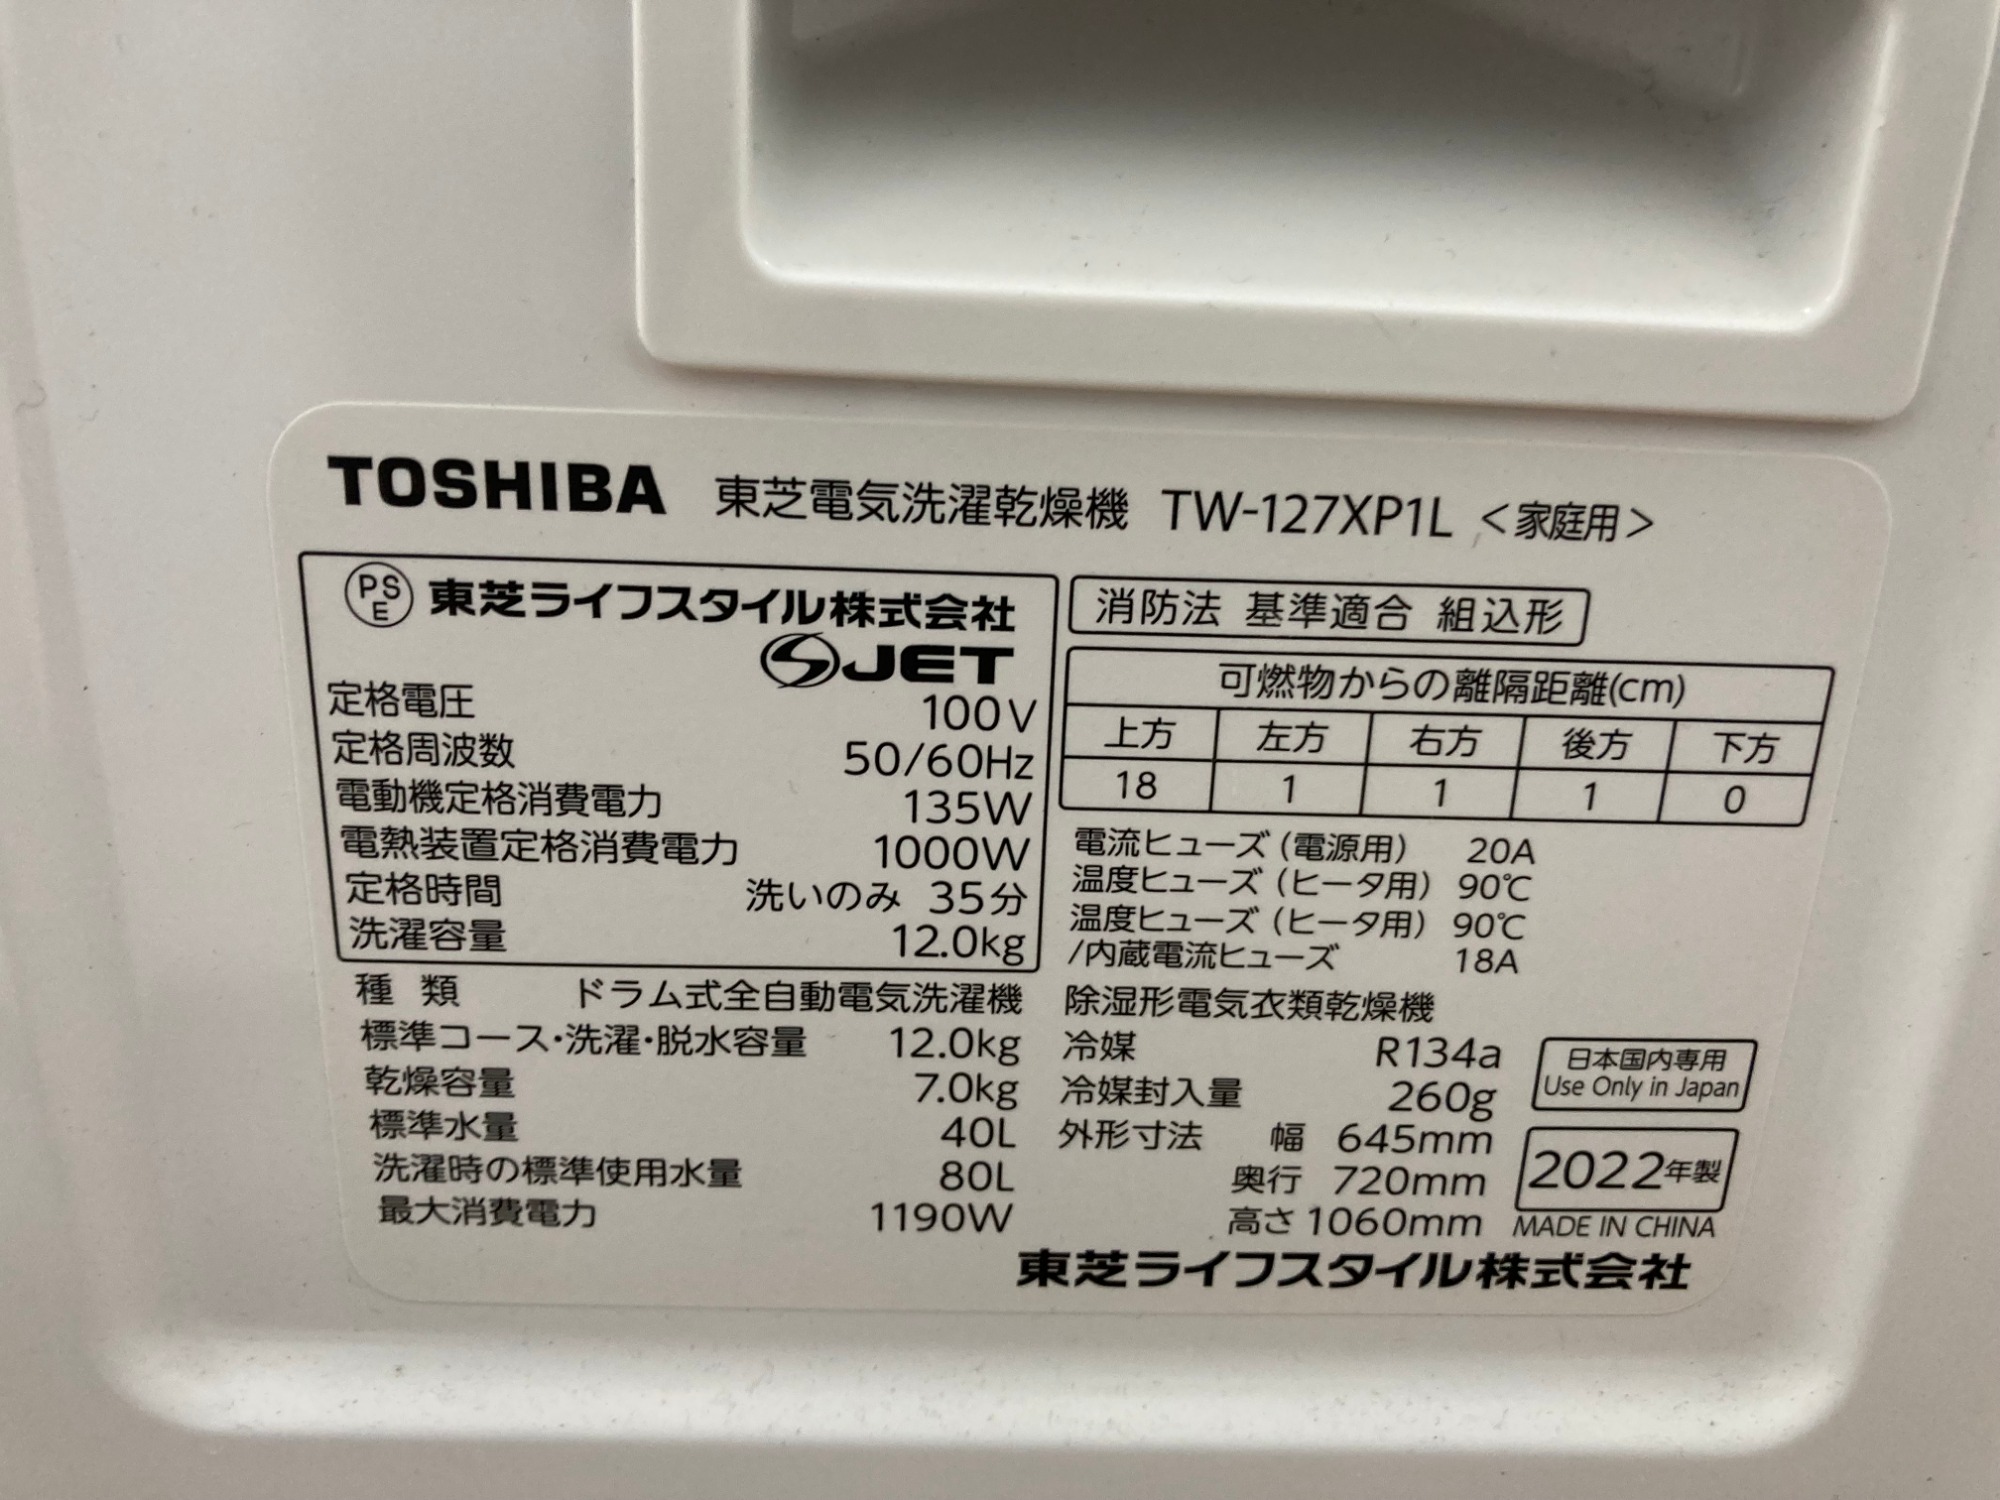 TOSHIBA 東芝電気洗濯乾燥機 TW-127XP1L <家庭用>
PSE 東芝ライフスタイル株式会社
SJET
定格電圧 100V
定格周波数 50/60Hz
電動機定格消費電力 135W
電熱装置定格消費電力 1000W
定格時間 洗いのみ 35分
洗濯容量 12.0kg
種 類 ドラム式全自動電気洗濯機
標準コース・洗濯・脱水容量 12.0kg
乾燥容量 7.0kg
標準水量 40L
洗濯時の標準使用水量 80L
最大消費電力 1190W
消防法 基準適合 組込形
可燃物からの離隔距離(cm)
上方 左方 右方 後方 下方
18 1 1 1 0
電流ヒューズ(電源用) 20A
温度ヒューズ(ヒータ用) 90℃
温度ヒューズ(ヒータ用) 90℃
/内蔵電流ヒューズ 18A
除湿形電気衣類乾燥機
冷媒 R134a
冷媒封入量 260g
外形寸法 幅 645mm
奥行 720mm
高さ 1060mm
日本国内専用
Use Only in Japan
2022年製
MADE IN CHINA
東芝ライフスタイル株式会社